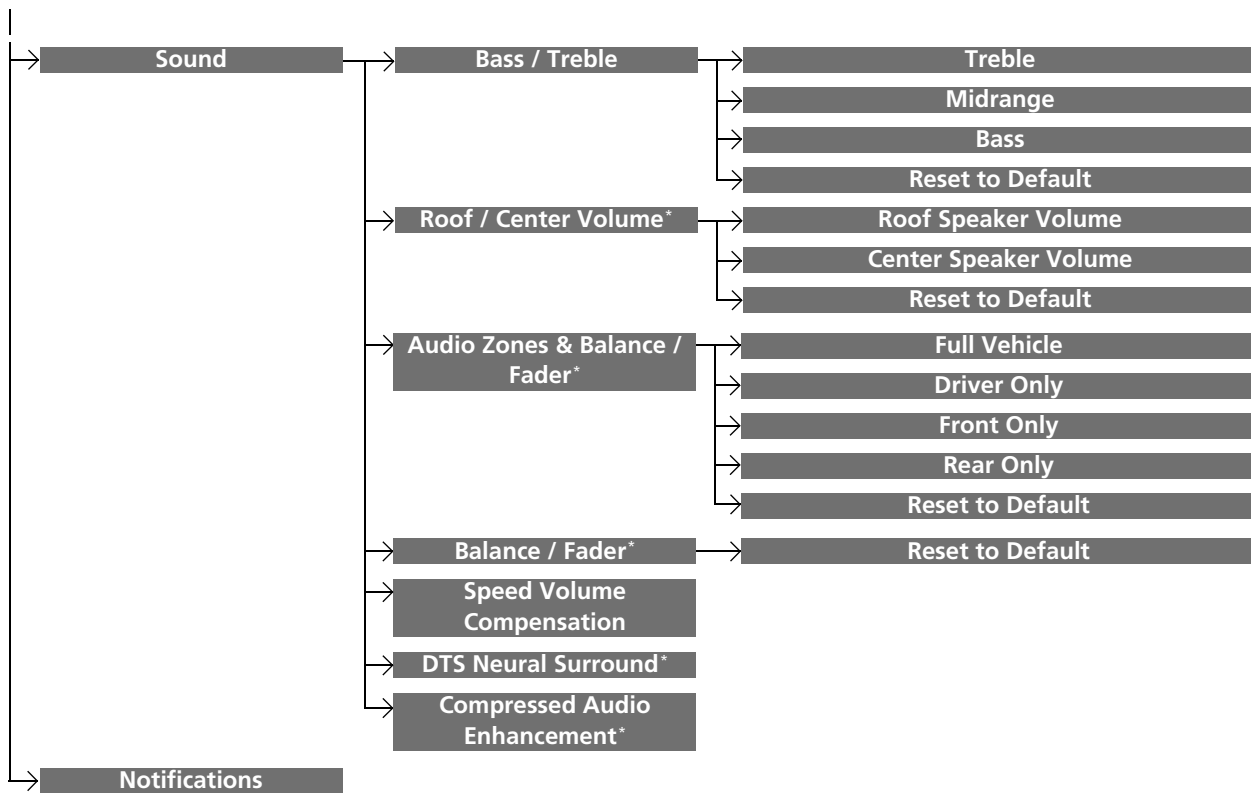 Sound
Bass / Treble
Treble
Midrange
Bass
Reset to Default
Roof / Center Volume*
Roof Speaker Volume
Center Speaker Volume
Reset to Default
Audio Zones & Balance /
Fader*
Full Vehicle
Driver Only
Front Only
Rear Only
Reset to Default
Balance / Fader*
Reset to Default
Speed Volume
Compensation
DTS Neural Surround*
Compressed Audio
Enhancement*
Notifications